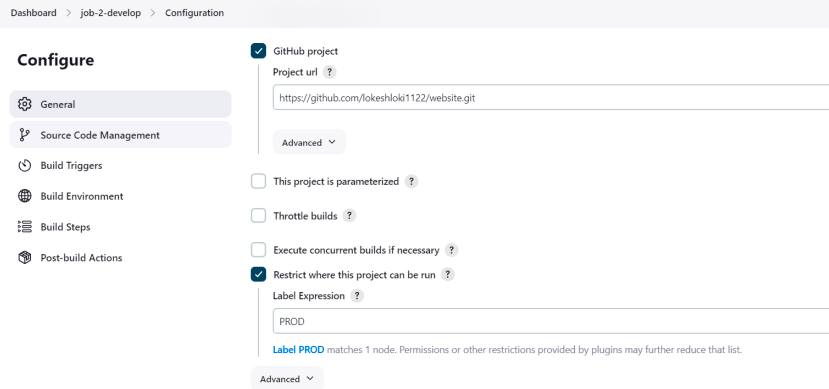 Dashboard > job-2-develop > Configuration
Configure
General
Source Code Management
Build Triggers
Build Environment
Build Steps
Post-build Actions
GitHub project
Project url ?
https://github.com/lokeshloki1122/website.git
Advanced
This project is parameterized ?
Throttle builds ?
Execute concurrent builds if necessary ?
Restrict where this project can be run ?
Label Expression ?
PROD
Label PROD matches 1 node. Permissions or other restrictions provided by plugins may further reduce that list.
Advanced